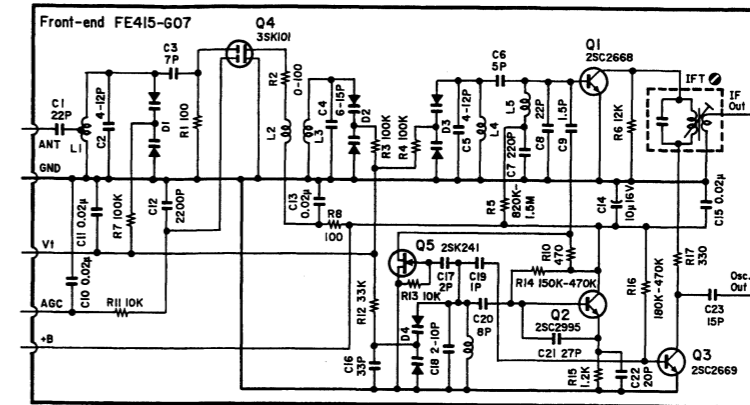 Front-end FE415-G07
Q4
3SK101
C3
7P
C1
22P
ANT
L1
C2
4-12P
D1
R1 100
R2
0-100
L2
L3
C4
6-15P
D2
R3 100K
R4 100K
D3
C5
4-12P
L4
C6
5P
L5
C7 220P
C8
22P
C9
1.5P
Q1
2SC2668
R6 12K
IFT
IF
Out
GND
C11 0.02μ
R7 100K
C12
2200P
C13
0.02μ
R8
100
R5
820K-
1.5M
C14
10μ16V
C15 0.02μ
Vt
C10 0.02μ
AGC
R11 10K
+B
Q5
2SK241
C17
2P
C19
1P
R13 10K
R12 33K
D4
C16
33P
C18 2-10P
C20
8P
R10
470
R14 150K-470K
Q2
2SC2995
C21 27P
R15
1.2K
C22
20P
R16
180K-470K
R17
330
Osc.
Out
C23
15P
Q3
2SC2669